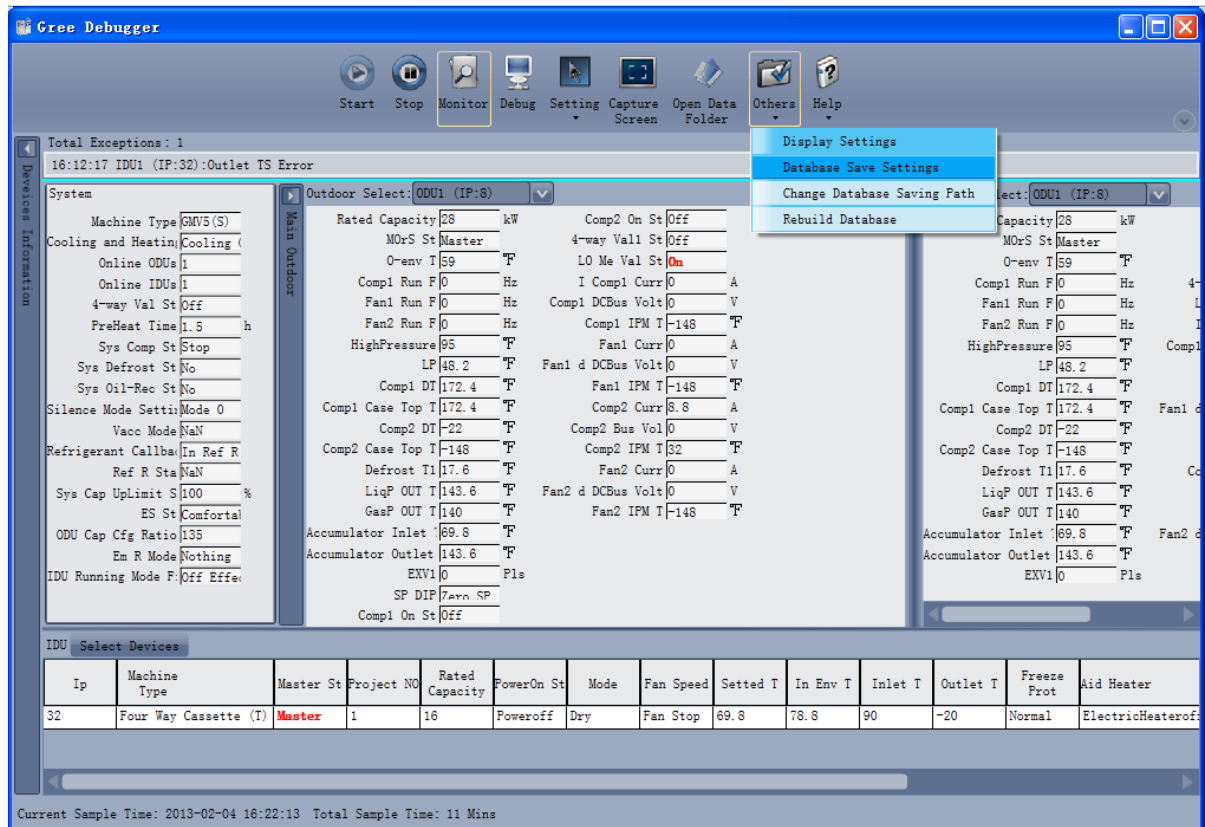 Gree Debugger
Start Stop Monitor Debug Setting Capture Screen Open Data Folder Others Help
Display Settings
Database Save Settings
Change Database Saving Path
Rebuild Database
Total Exceptions: 1
16:12:17 IDU1 (IP:32):Outlet TS Error
Deveices Information
System
Machine Type GMV5(S)
Cooling and Heatin Cooling (
Online ODUs 1
Online IDUs 1
4-way Val St Off
PreHeat Time 1.5 h
Sys Comp St Stop
Sys Defrost St No
Sys Oil-Rec St No
Silence Mode Setti Mode 0
Vacc Mode NaN
Refrigerant Callba In Ref R
Ref R Sta NaN
Sys Cap UpLimit S 100 %
ES St Comforta
ODU Cap Cfg Ratio 135
Em R Mode Nothing
IDU Running Mode F: Off Effe
Main Outdoor
Outdoor Select: ODU1 (IP:8)
Rated Capacity 28 kW
MOrS St Master
O-env T 59 ℉
Comp1 Run F 0 Hz
Fan1 Run F 0 Hz
Fan2 Run F 0 Hz
HighPressure 95 ℉
LP 48.2 ℉
Comp1 DT 172.4 ℉
Comp1 Case Top T 172.4 ℉
Comp2 DT -22 ℉
Comp2 Case Top T -148 ℉
Defrost T1 17.6 ℉
LiqP OUT T 143.6 ℉
GasP OUT T 140 ℉
Accumulator Inlet 69.8 ℉
Accumulator Outlet 143.6 ℉
EXV1 0 Pls
SP DIP Zero SP
Comp1 On St Off
Comp2 On St Off
4-way Val1 St Off
LO Me Val St On
I Comp1 Curr 0 A
Comp1 DCBus Volt 0 V
Comp1 IPM T -148 ℉
Fan1 Curr 0 A
Fan1 d DCBus Volt 0 V
Fan1 IPM T -148 ℉
Comp2 Curr 8.8 A
Comp2 Bus Vol 0 V
Comp2 IPM T 32 ℉
Fan2 Curr 0 A
Fan2 d DCBus Volt 0 V
Fan2 IPM T -148 ℉
lect: ODU1 (IP:8)
Capacity 28 kW
MOrS St Master
O-env T 59 ℉
Comp1 Run F 0 Hz
Fan1 Run F 0 Hz
Fan2 Run F 0 Hz
HighPressure 95 ℉
LP 48.2 ℉
Comp1 DT 172.4 ℉
Comp1 Case Top T 172.4 ℉
Comp2 DT -22 ℉
Comp2 Case Top T -148 ℉
Defrost T1 17.6 ℉
LiqP OUT T 143.6 ℉
GasP OUT T 140 ℉
Accumulator Inlet 69.8 ℉
Accumulator Outlet 143.6 ℉
EXV1 0 Pls
4-
L
I
Comp1
Fan1 d
Co
Fan2 d
IDU Select Devices
Ip Machine Type Master St Project NO Rated Capacity PowerOn St Mode Fan Speed Setted T In Env T Inlet T Outlet T Freeze Prot Aid Heater
32 Four Way Cassette (T) Master 1 16 Poweroff Dry Fan Stop 69.8 78.8 90 -20 Normal ElectricHeaterof
Current Sample Time: 2013-02-04 16:22:13 Total Sample Time: 11 Mins